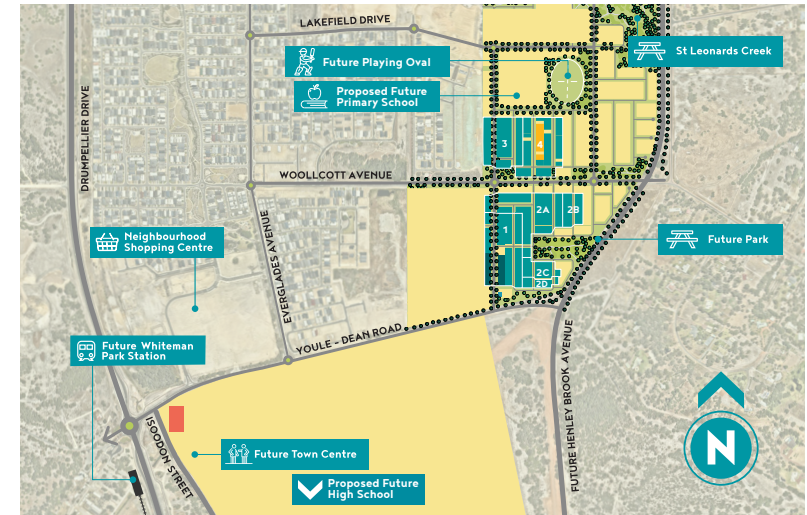 LAKEFIELD DRIVE
Future Playing Oval
St Leonards Creek
Proposed Future
Primary School
DRUMPELLIER DRIVE
3
4
WOOLLCOTT AVENUE
2A
2B
1
Neighbourhood
Shopping Centre
EVERGLADES AVENUE
Future Park
2C
2D
YOULE - DEAN ROAD
Future Whiteman
Park Station
FUTURE HENLEY BROOK AVENUE
ISOODON STREET
Future Town Centre
N
Proposed Future
High School